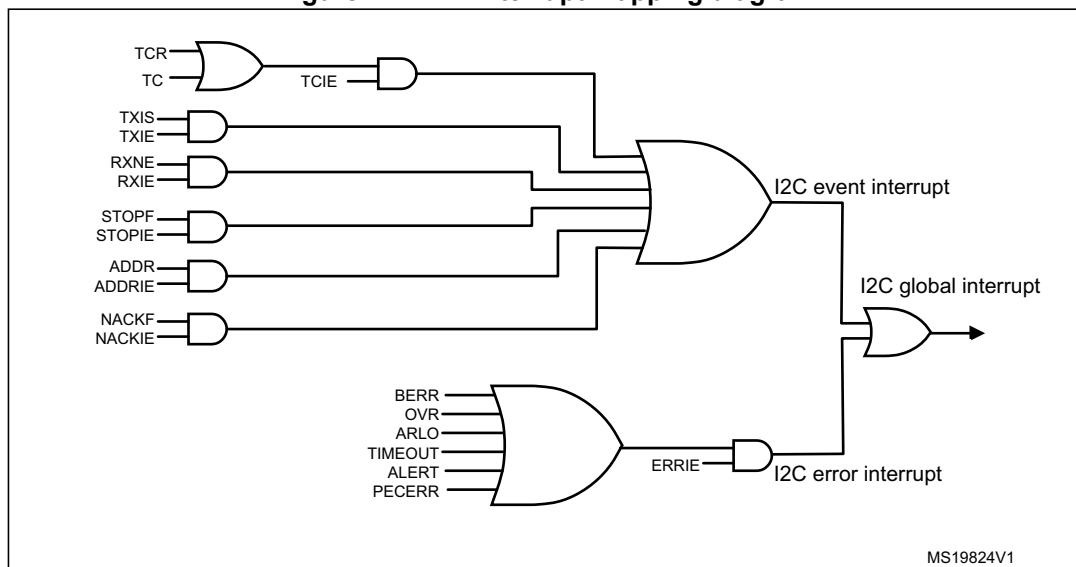 TCR
TC
TCIE
TXIS
TXIE
RXNE
RXIE
STOPF
STOPIE
ADDR
ADDRIE
NACKF
NACKIE
I2C event interrupt
I2C global interrupt
BERR
OVR
ARLO
TIMEOUT
ALERT
PECERR
ERRIE
I2C error interrupt
MS19824V1